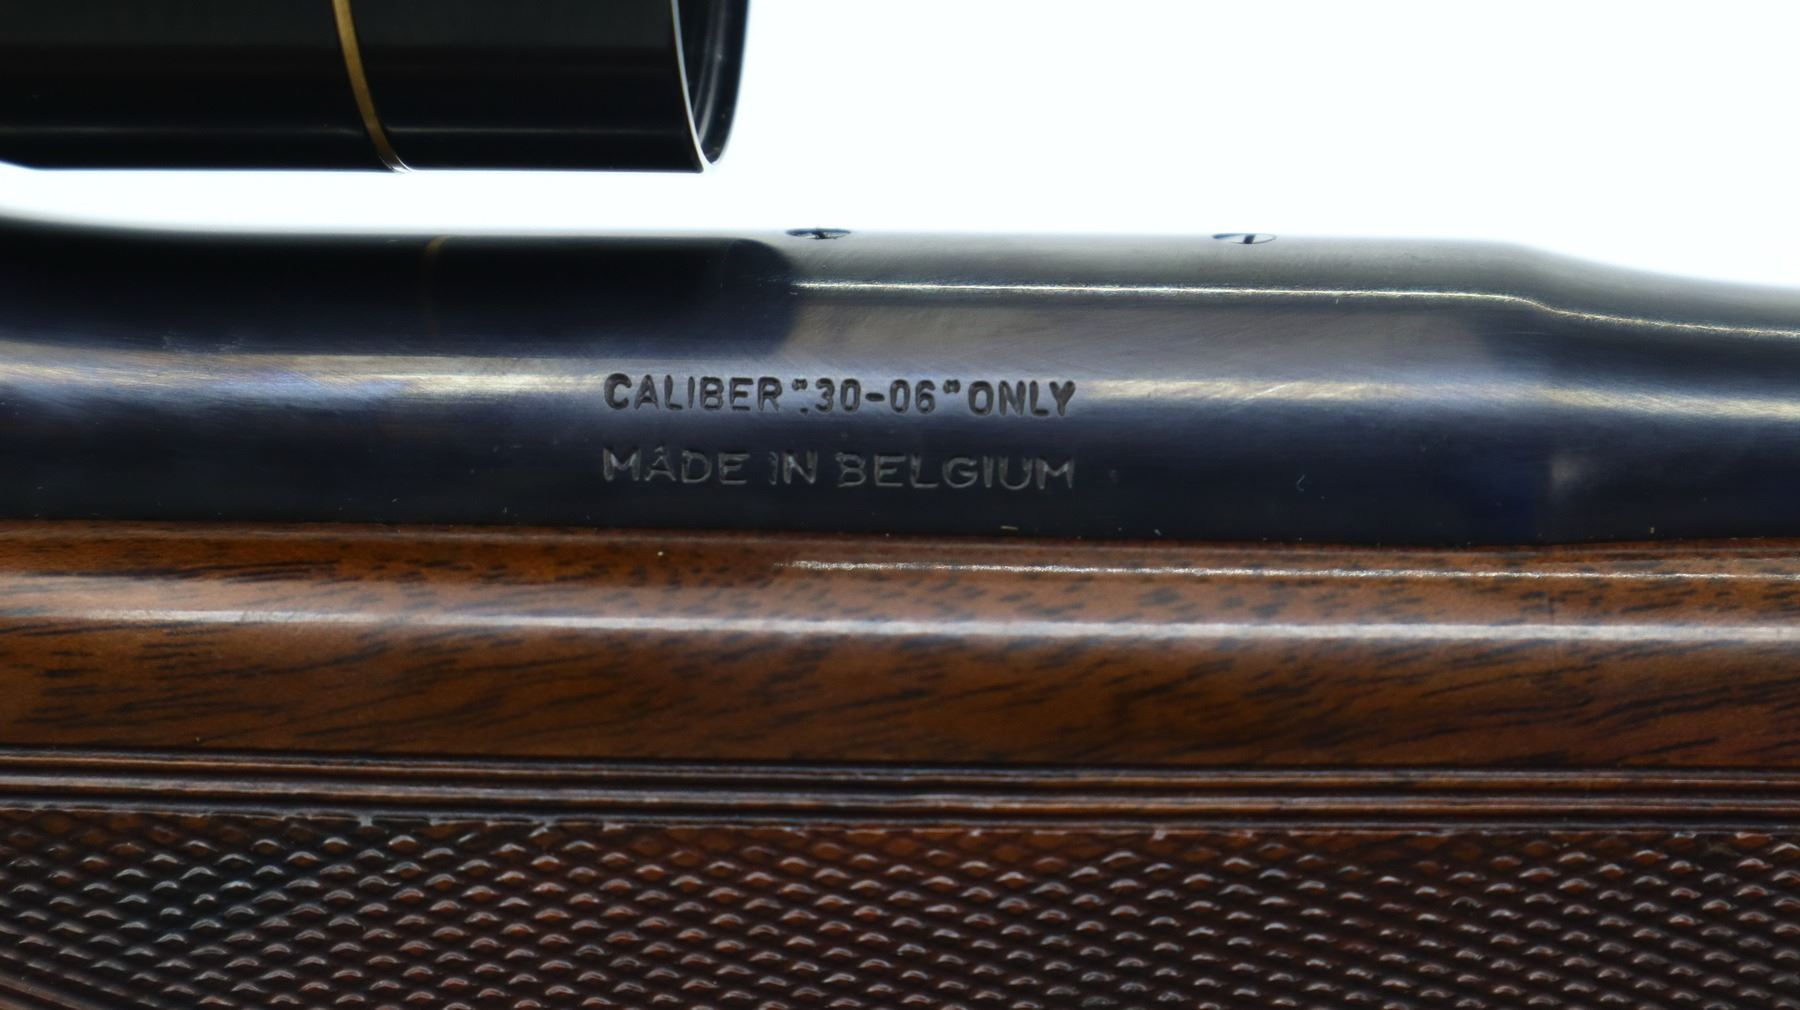 CALIBER ".30-06" ONLY
MADE IN BELGIUM